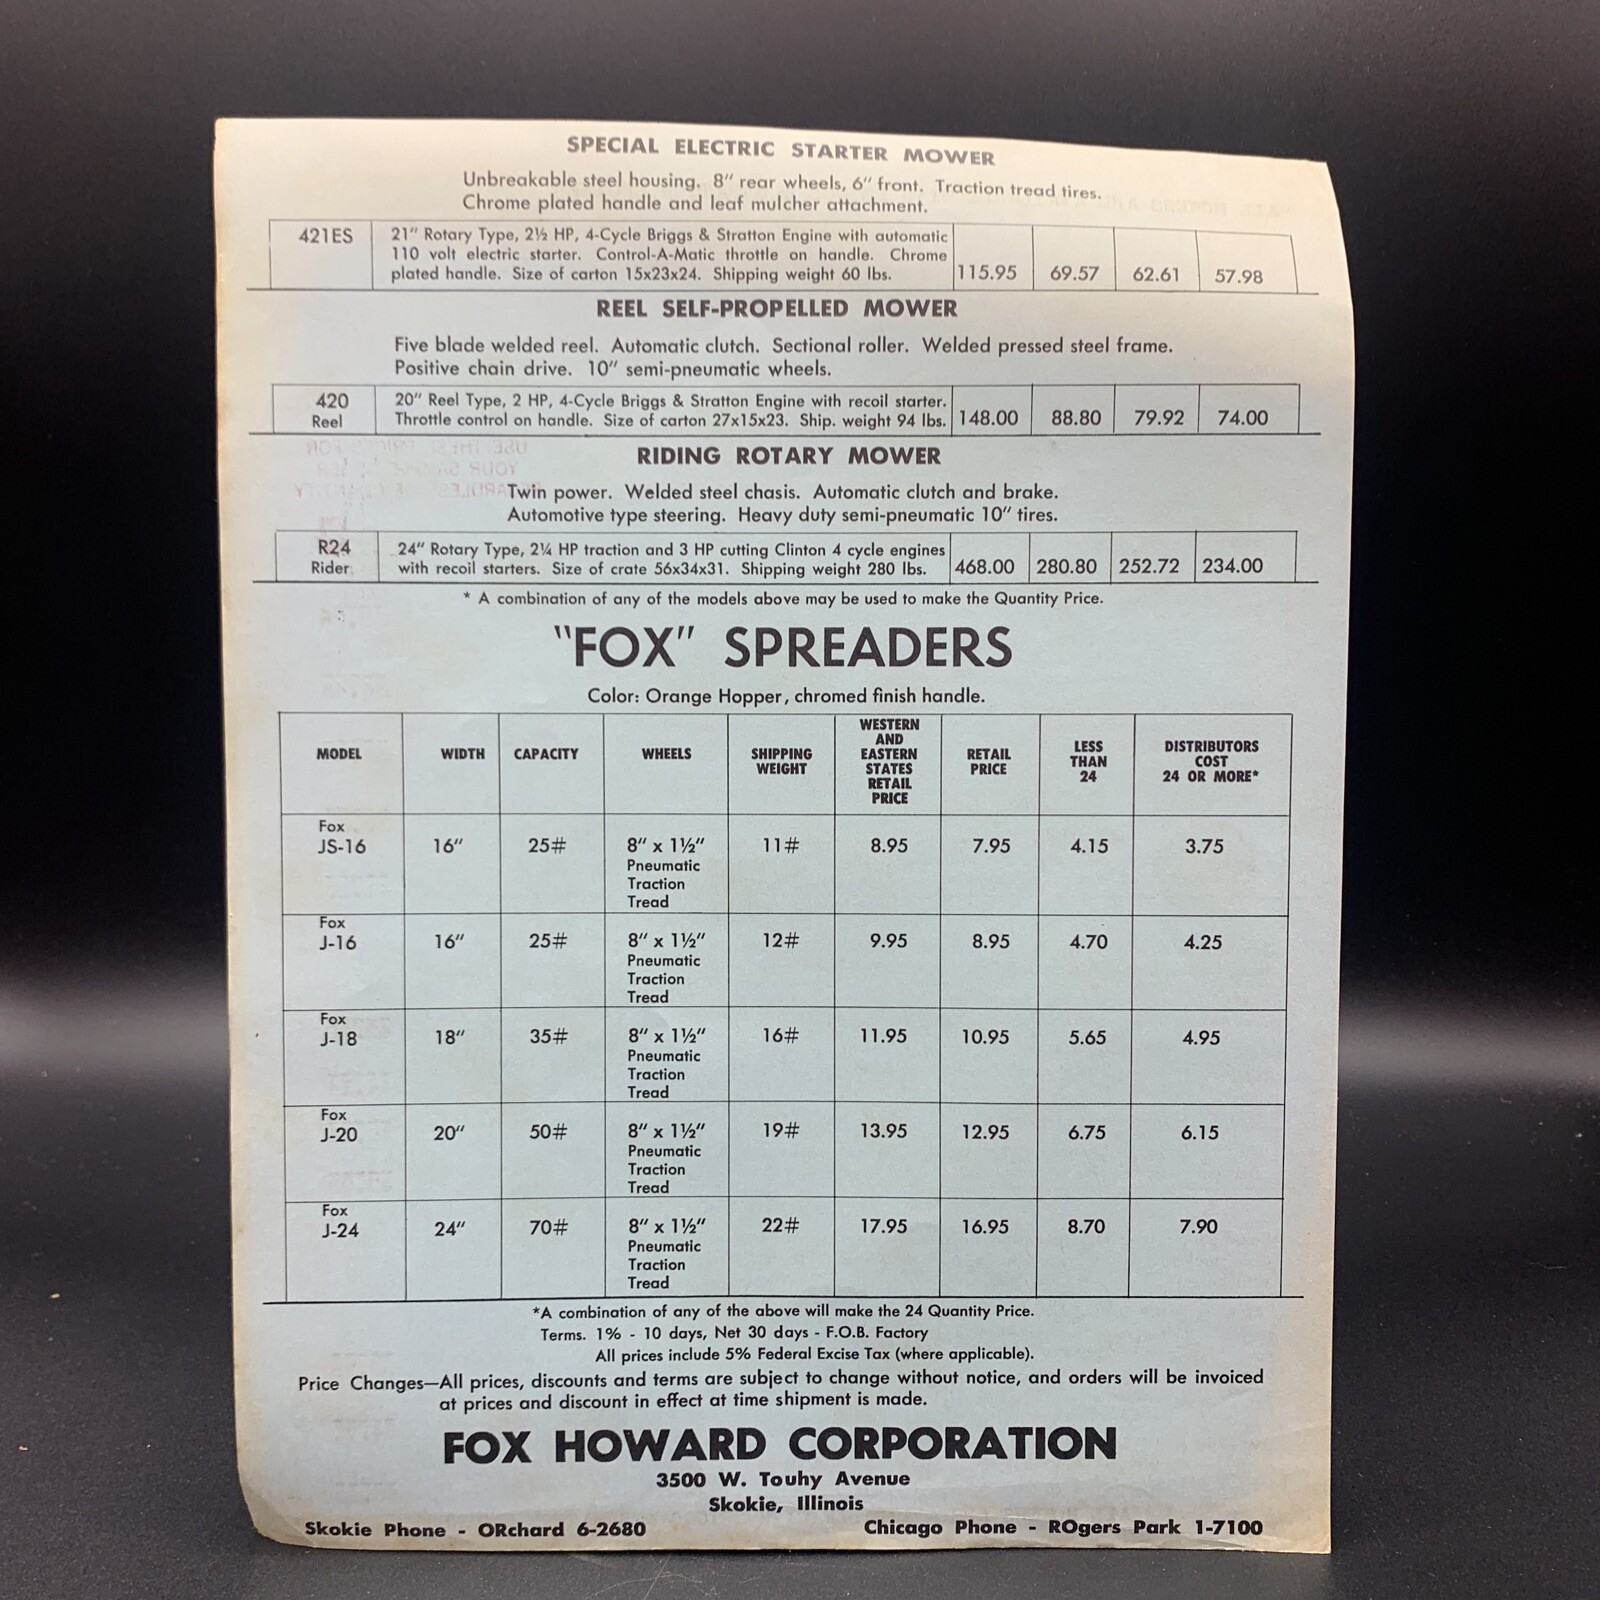 SPECIAL ELECTRIC STARTER MOWER
Unbreakable steel housing. 8" rear wheels, 6" front. Traction tread tires.
Chrome plated handle and leaf mulcher attachment.
421ES 21" Rotary Type, 2½ HP, 4-Cycle Briggs & Stratton Engine with automatic
110 volt electric starter. Control-A-Matic throttle on handle. Chrome
plated handle. Size of carton 15x23x24. Shipping weight 60 lbs. 115.95 69.57 62.61 57.98
REEL SELF-PROPELLED MOWER
Five blade welded reel. Automatic clutch. Sectional roller. Welded pressed steel frame.
Positive chain drive. 10" semi-pneumatic wheels.
420 20" Reel Type, 2 HP, 4-Cycle Briggs & Stratton Engine with recoil starter.
Reel Throttle control on handle. Size of carton 27x15x23. Ship. weight 94 lbs. 148.00 88.80 79.92 74.00
RIDING ROTARY MOWER
Twin power. Welded steel chasis. Automatic clutch and brake.
Automotive type steering. Heavy duty semi-pneumatic 10" tires.
R24 24" Rotary Type, 2¼ HP traction and 3 HP cutting Clinton 4 cycle engines
Rider with recoil starters. Size of crate 56x34x31. Shipping weight 280 lbs. 468.00 280.80 252.72 234.00
* A combination of any of the models above may be used to make the Quantity Price.
"FOX" SPREADERS
Color: Orange Hopper, chromed finish handle.
MODEL WIDTH CAPACITY WHEELS SHIPPING WEIGHT WESTERN AND EASTERN STATES RETAIL PRICE RETAIL PRICE LESS THAN 24 DISTRIBUTORS COST 24 OR MORE*
Fox
JS-16 16" 25# 8" x 1½" 11# 8.95 7.95 4.15 3.75
Pneumatic
Traction
Tread
Fox
J-16 16" 25# 8" x 1½" 12# 9.95 8.95 4.70 4.25
Pneumatic
Traction
Tread
Fox
J-18 18" 35# 8" x 1½" 16# 11.95 10.95 5.65 4.95
Pneumatic
Traction
Tread
Fox
J-20 20" 50# 8" x 1½" 19# 13.95 12.95 6.75 6.15
Pneumatic
Traction
Tread
Fox
J-24 24" 70# 8" x 1½" 22# 17.95 16.95 8.70 7.90
Pneumatic
Traction
Tread
*A combination of any of the above will make the 24 Quantity Price.
Terms. 1% - 10 days, Net 30 days - F.O.B. Factory
All prices include 5% Federal Excise Tax (where applicable).
Price Changes—All prices, discounts and terms are subject to change without notice, and orders will be invoiced
at prices and discount in effect at time shipment is made.
FOX HOWARD CORPORATION
3500 W. Touhy Avenue
Skokie, Illinois
Skokie Phone - ORchard 6-2680 Chicago Phone - ROgers Park 1-7100